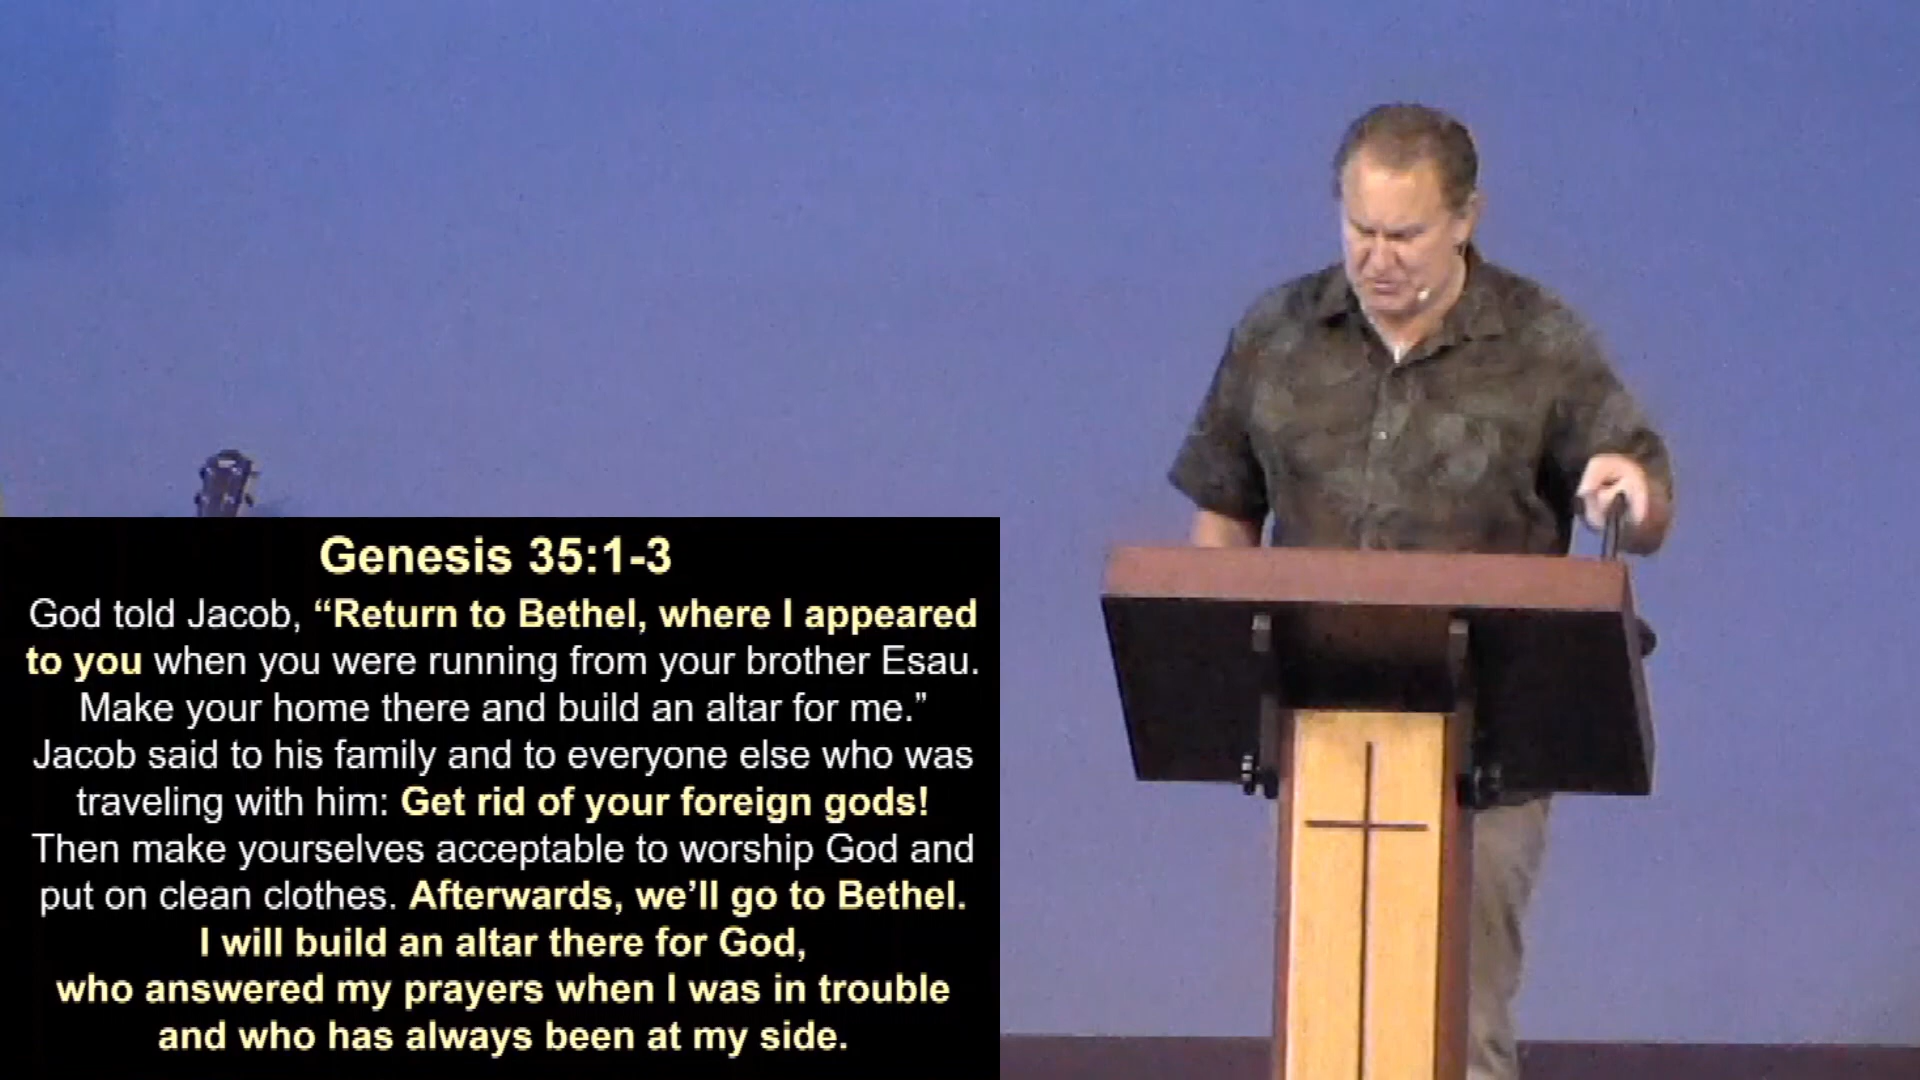 Genesis 35:1-3
God told Jacob, “Return to Bethel, where I appeared
to you when you were running from your brother Esau.
Make your home there and build an altar for me.”
Jacob said to his family and to everyone else who was
traveling with him: Get rid of your foreign gods!
Then make yourselves acceptable to worship God and
put on clean clothes. Afterwards, we’ll go to Bethel.
I will build an altar there for God,
who answered my prayers when I was in trouble
and who has always been at my side.